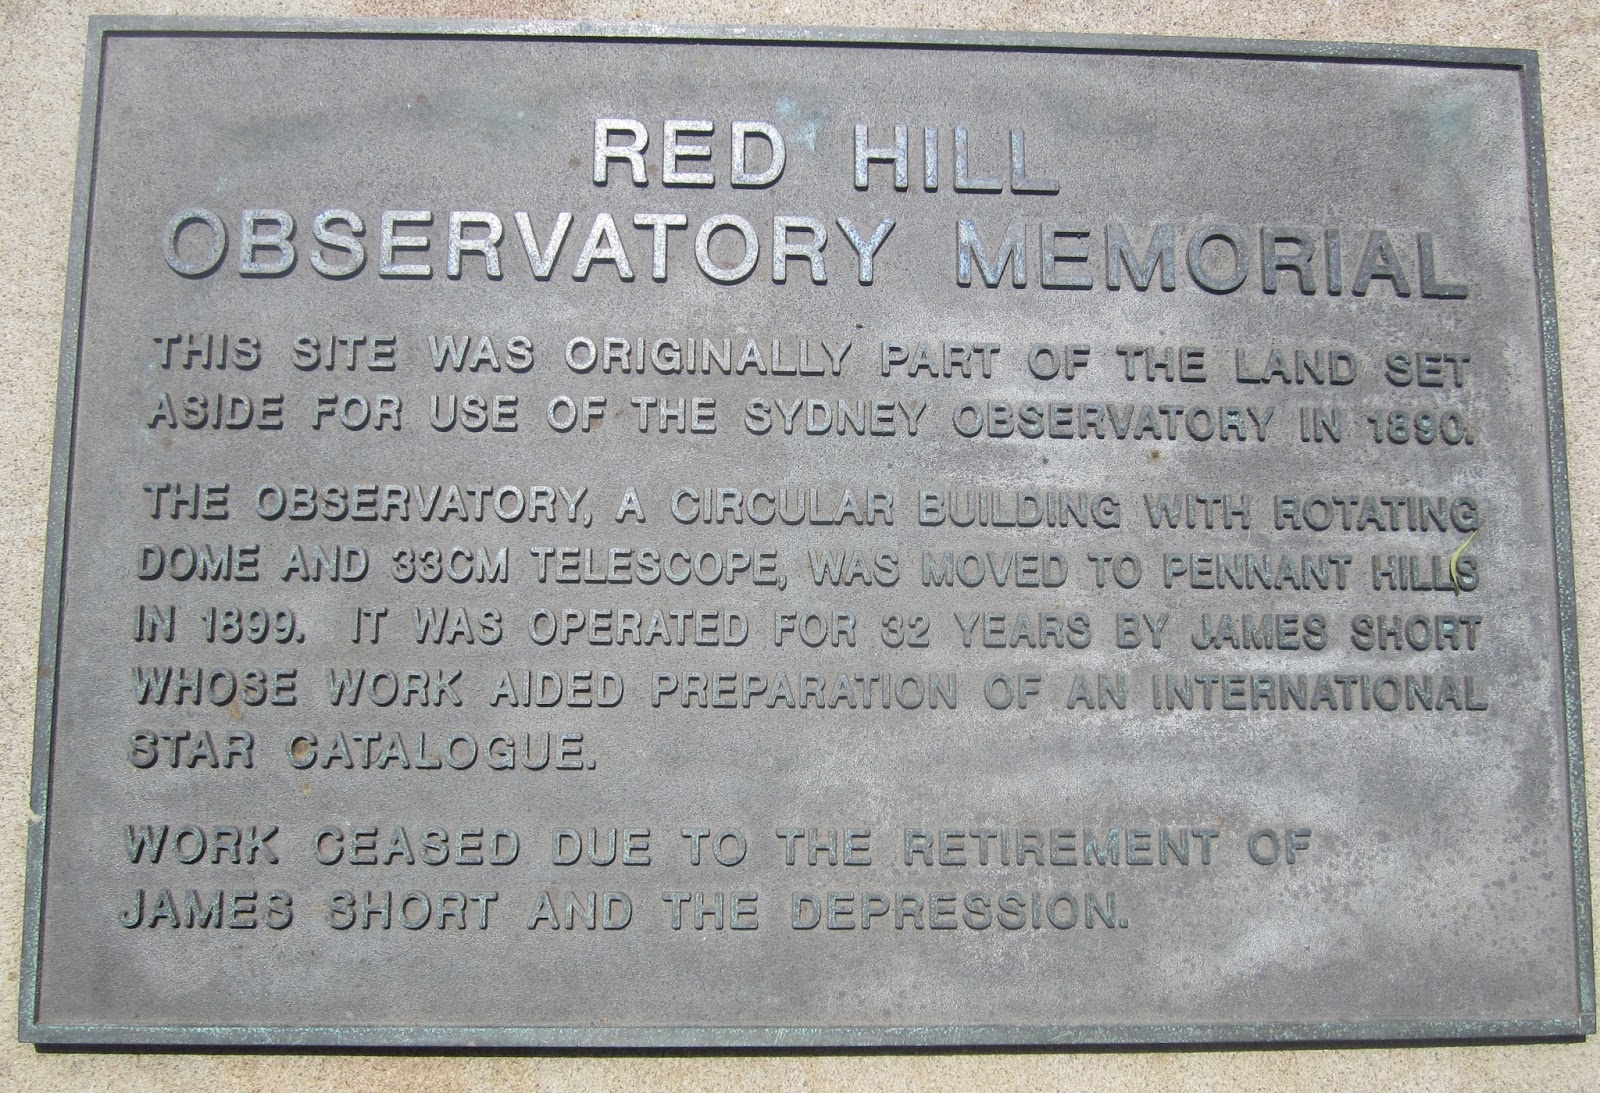 RED HILL
OBSERVATORY MEMORIAL
THIS SITE WAS ORIGINALLY PART OF THE LAND SET
ASIDE FOR USE OF THE SYDNEY OBSERVATORY IN 1890.
THE OBSERVATORY, A CIRCULAR BUILDING WITH ROTATING
DOME AND 33CM TELESCOPE, WAS MOVED TO PENNANT HILLS
IN 1899. IT WAS OPERATED FOR 32 YEARS BY JAMES SHORT
WHOSE WORK AIDED PREPARATION OF AN INTERNATIONAL
STAR CATALOGUE.
WORK CEASED DUE TO THE RETIREMENT OF
JAMES SHORT AND THE DEPRESSION.